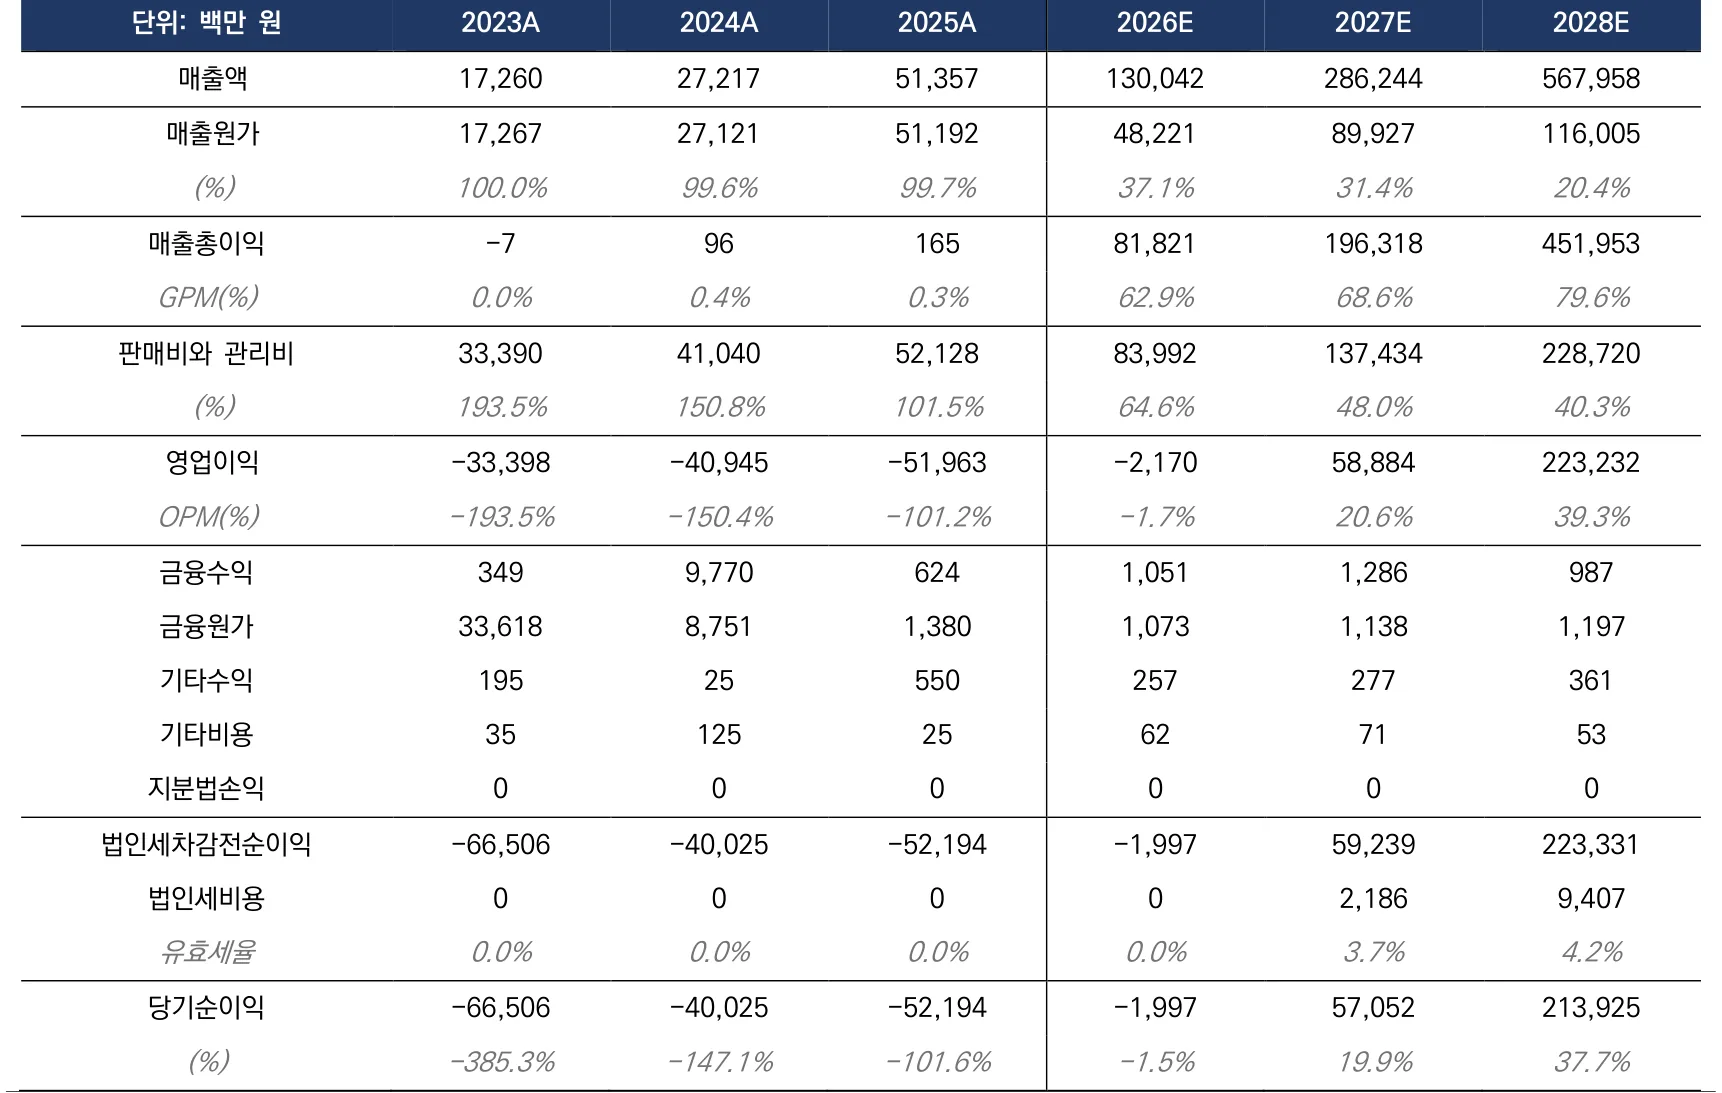 단위: 백만 원 2023A 2024A 2025A 2026E 2027E 2028E
매출액 17,260 27,217 51,357 130,042 286,244 567,958
매출원가 17,267 27,121 51,192 48,221 89,927 116,005
(%) 100.0% 99.6% 99.7% 37.1% 31.4% 20.4%
매출총이익 -7 96 165 81,821 196,318 451,953
GPM(%) 0.0% 0.4% 0.3% 62.9% 68.6% 79.6%
판매비와 관리비 33,390 41,040 52,128 83,992 137,434 228,720
(%) 193.5% 150.8% 101.5% 64.6% 48.0% 40.3%
영업이익 -33,398 -40,945 -51,963 -2,170 58,884 223,232
OPM(%) -193.5% -150.4% -101.2% -1.7% 20.6% 39.3%
금융수익 349 9,770 624 1,051 1,286 987
금융원가 33,618 8,751 1,380 1,073 1,138 1,197
기타수익 195 25 550 257 277 361
기타비용 35 125 25 62 71 53
지분법손익 0 0 0 0 0 0
법인세차감전순이익 -66,506 -40,025 -52,194 -1,997 59,239 223,331
법인세비용 0 0 0 0 2,186 9,407
유효세율 0.0% 0.0% 0.0% 0.0% 3.7% 4.2%
당기순이익 -66,506 -40,025 -52,194 -1,997 57,052 213,925
(%) -385.3% -147.1% -101.6% -1.5% 19.9% 37.7%